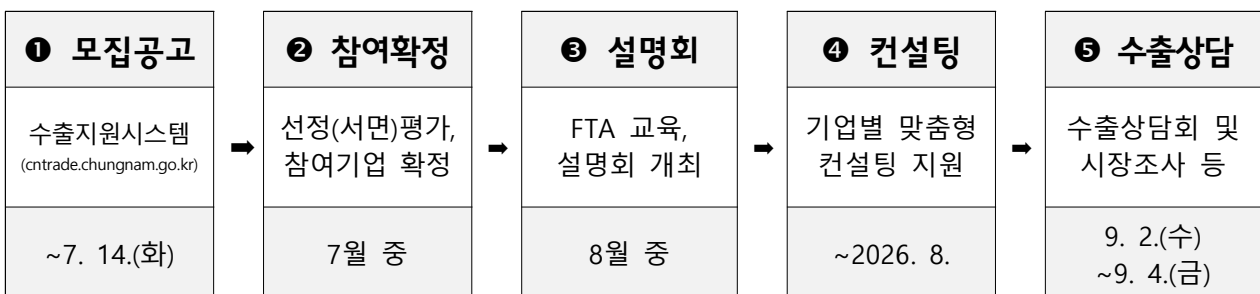 ❶ 모집공고
수출지원시스템
(cntrade.chungnam.go.kr)
~7. 14.(화)
➡
❷ 참여확정
선정(서면)평가,
참여기업 확정
7월 중
➡
❸ 설명회
FTA 교육,
설명회 개최
8월 중
➡
❹ 컨설팅
기업별 맞춤형
컨설팅 지원
~2026. 8.
➡
❺ 수출상담
수출상담회 및
시장조사 등
9. 2.(수)
~9. 4.(금)